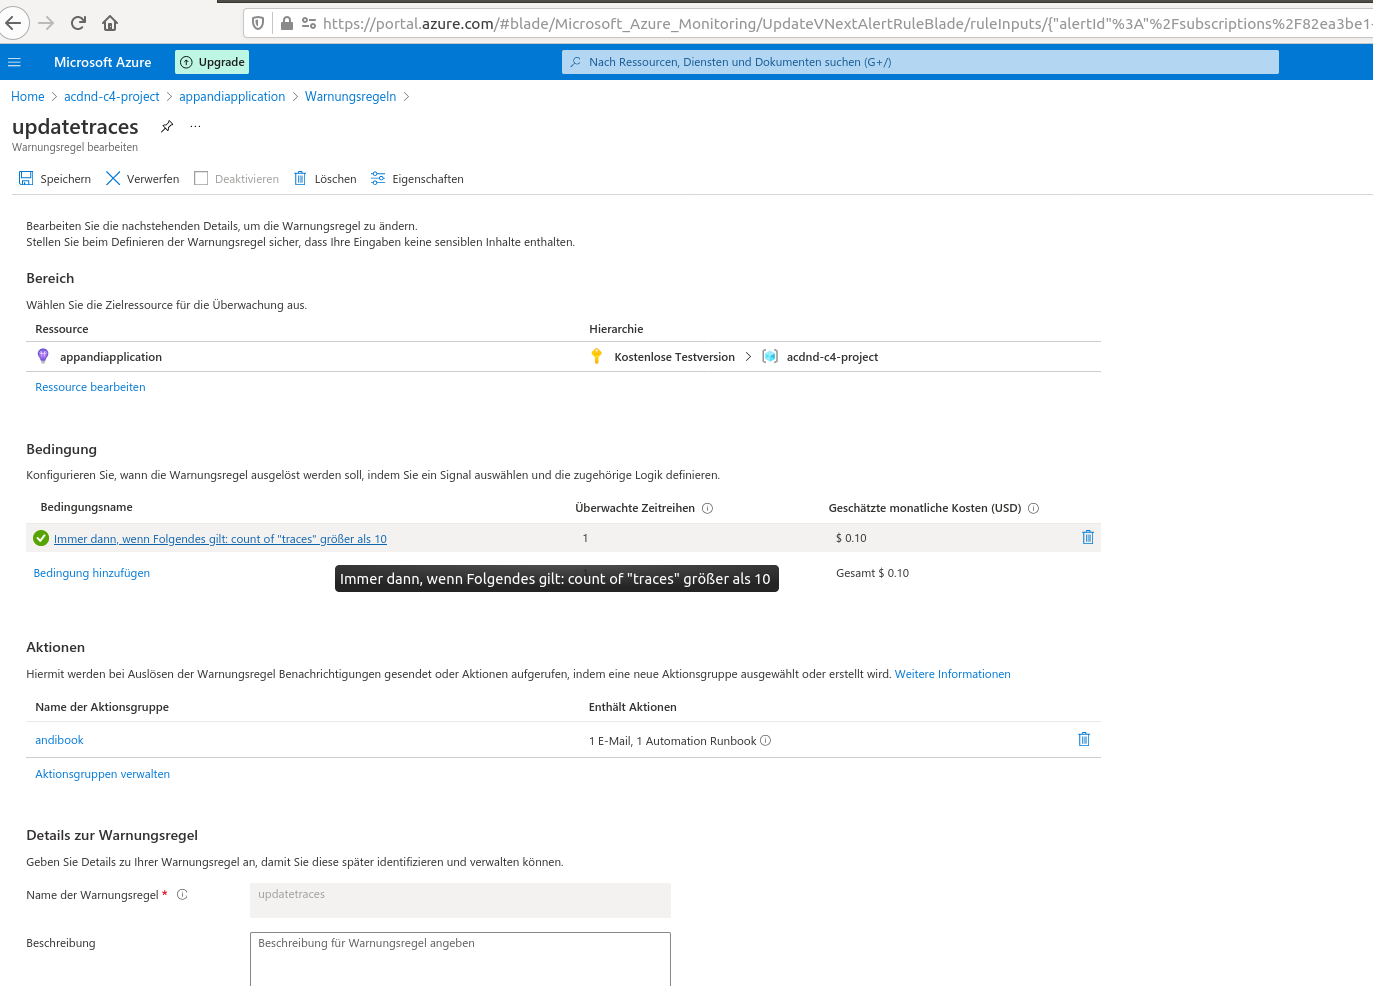 https://portal.azure.com/#blade/Microsoft_Azure_Monitoring/UpdateVNextAlertRuleBlade/ruleInputs/{"alertId"%3A"%2Fsubscriptions%2F82ea3be1-
Microsoft Azure
Upgrade
Nach Ressourcen, Diensten und Dokumenten suchen (G+/)
Home > acdnd-c4-project > appandiapplication > Warnungsregeln >
updatetraces ...
Warnungsregel bearbeiten
Speichern Verwerfen Deaktivieren Löschen Eigenschaften
Bearbeiten Sie die nachstehenden Details, um die Warnungsregel zu ändern.
Stellen Sie beim Definieren der Warnungsregel sicher, dass Ihre Eingaben keine sensiblen Inhalte enthalten.
Bereich
Wählen Sie die Zielressource für die Überwachung aus.
Ressource Hierarchie
appandiapplication Kostenlose Testversion > acdnd-c4-project
Ressource bearbeiten
Bedingung
Konfigurieren Sie, wann die Warnungsregel ausgelöst werden soll, indem Sie ein Signal auswählen und die zugehörige Logik definieren.
Bedingungsname Überwachte Zeitreihen Geschätzte monatliche Kosten (USD)
Immer dann, wenn Folgendes gilt: count of "traces" größer als 10 1 $ 0.10
Bedingung hinzufügen Gesamt $ 0.10
Immer dann, wenn Folgendes gilt: count of "traces" größer als 10
Aktionen
Hiermit werden bei Auslösen der Warnungsregel Benachrichtigungen gesendet oder Aktionen aufgerufen, indem eine neue Aktionsgruppe ausgewählt oder erstellt wird. Weitere Informationen
Name der Aktionsgruppe Enthält Aktionen
andibook 1 E-Mail, 1 Automation Runbook
Aktionsgruppen verwalten
Details zur Warnungsregel
Geben Sie Details zu Ihrer Warnungsregel an, damit Sie diese später identifizieren und verwalten können.
Name der Warnungsregel * updatetraces
Beschreibung Beschreibung für Warnungsregel angeben